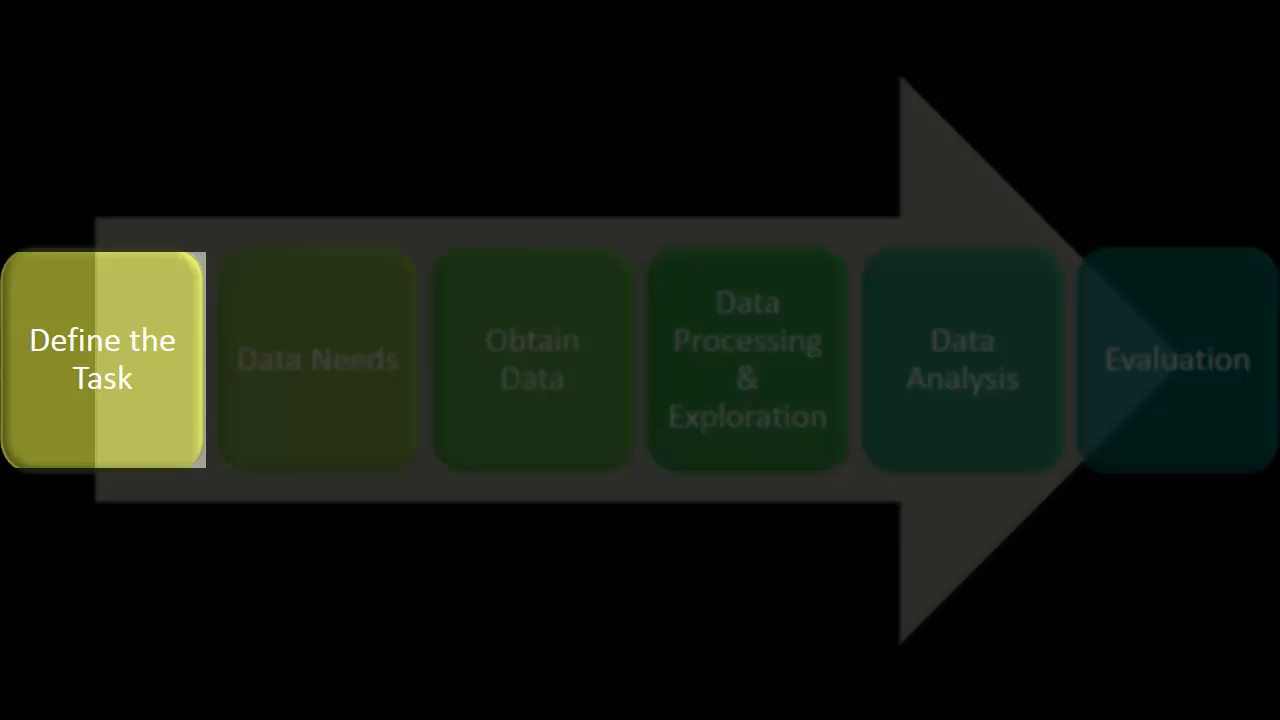 Define the
Task
Data Needs
Obtain
Data
Data
Processing
&
Exploration
Data
Analysis
Evaluation